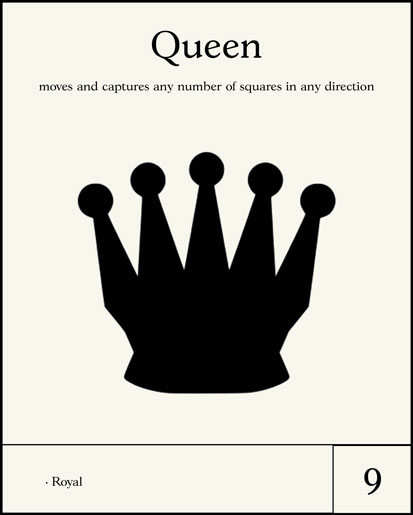 Queen
moves and captures any number of squares in any direction
· Royal
9